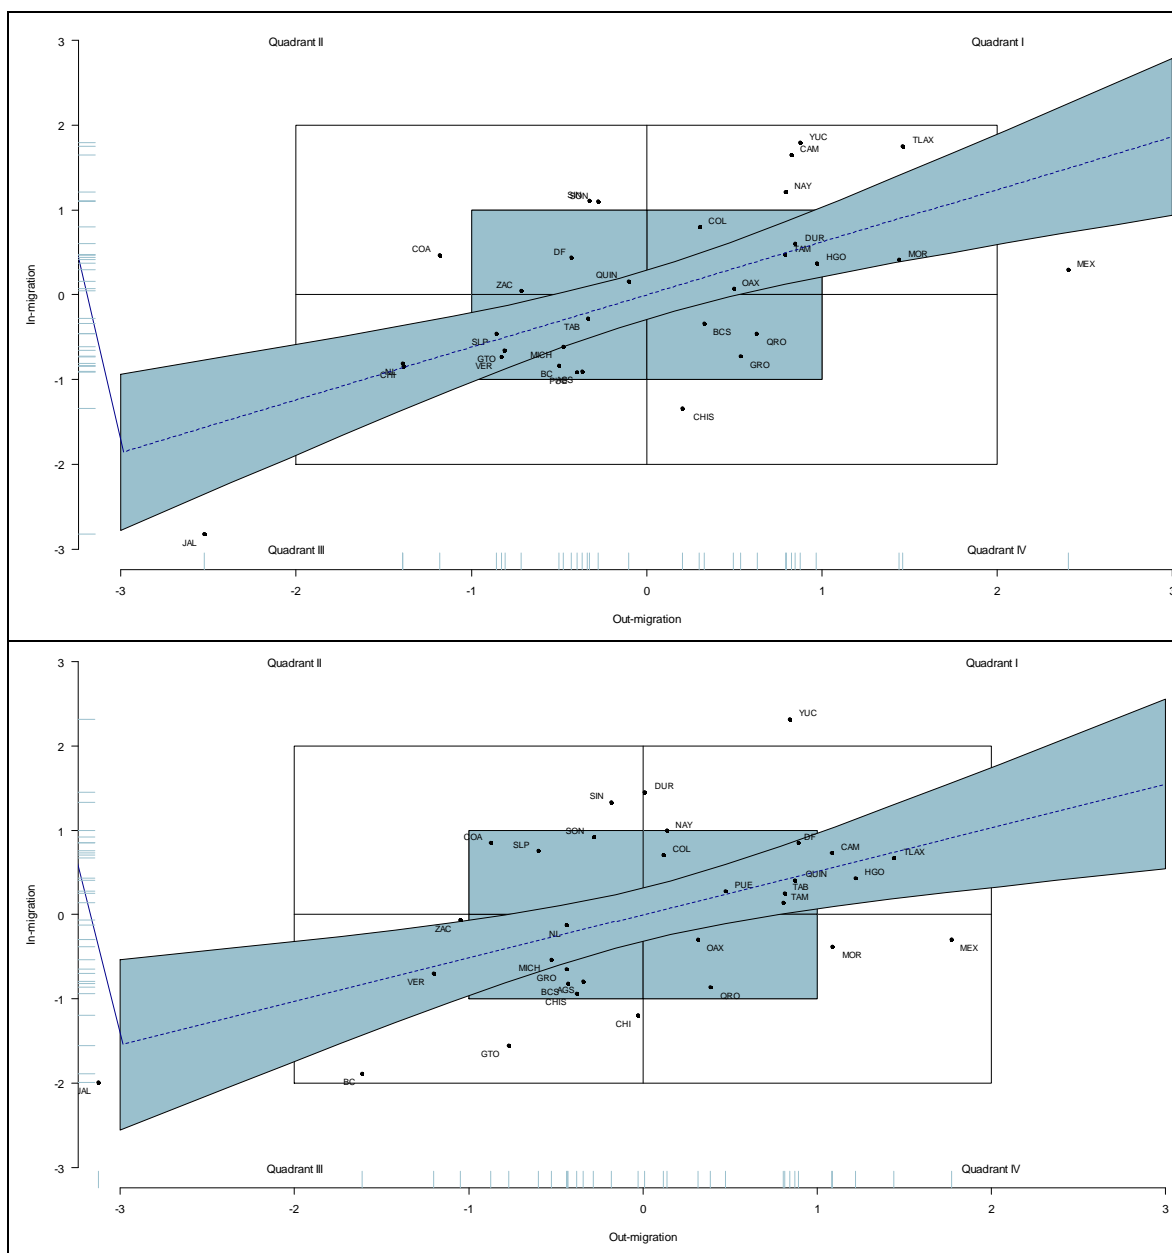 3
Quadrant II
Quadrant I
2
YUC
TLAX
CAM
NAY
SIN
SON
1
COL
DUR
COA
DF
TAM
MOR
HGO
MEX
QUIN
OAX
ZAC
0
In-migration
TAB
BCS
SLP
QRO
MICH
GTO
VER
GRO
NL
BC
CHI
PUE
AGS
-1
CHIS
-2
JAL
Quadrant III
Quadrant IV
-3
-3
-2
-1
0
1
2
3
Out-migration
3
Quadrant II
Quadrant I
YUC
2
DUR
SIN
NAY
SON
1
COA
DF
SLP
COL
CAM
TLAX
HGO
QUIN
PUE
TAB
TAM
0
ZAC
NL
In-migration
OAX
MOR
MEX
MICH
GRO
VER
BCS
AGS
QRO
CHIS
-1
CHI
GTO
BC
-2
JAL
Quadrant III
Quadrant IV
-3
-3
-2
-1
0
1
2
3
Out-migration